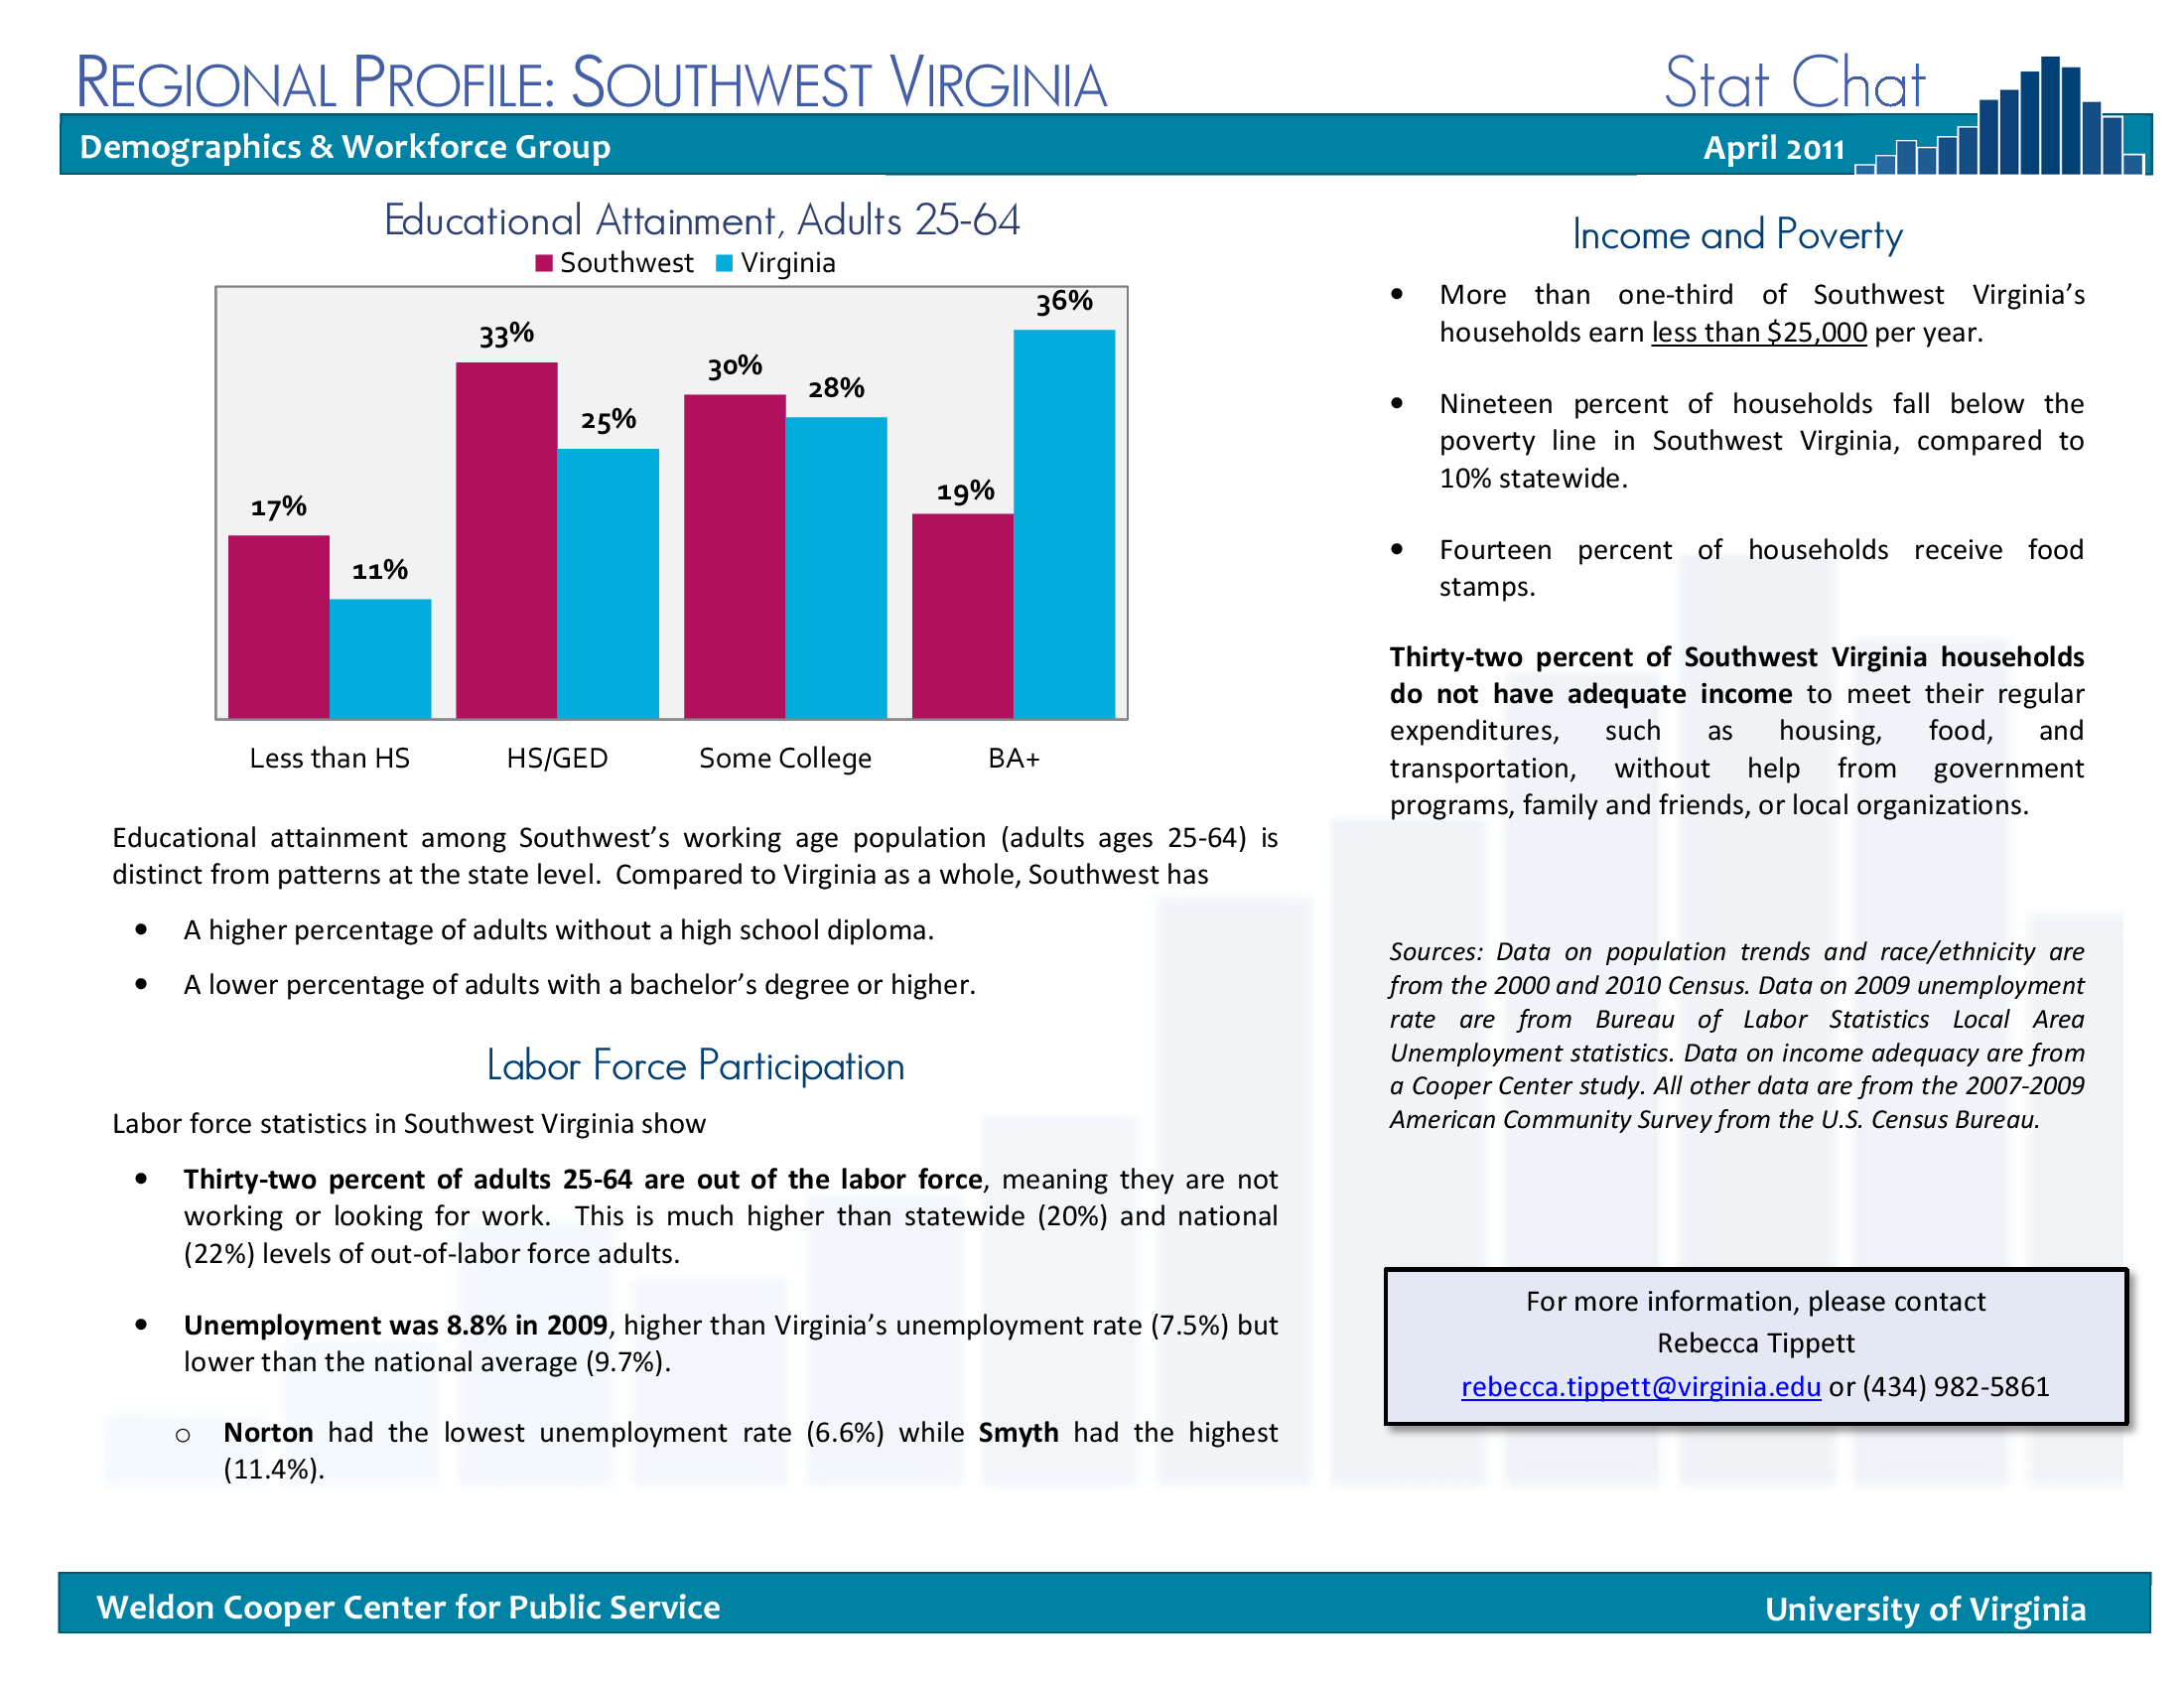 REGIONAL PROFILE: SOUTHWEST VIRGINIA
Stat Chat
Demographics & Workforce Group
April 2011
Educational Attainment, Adults 25-64
Southwest Virginia
17%
11%
33%
25%
30%
28%
19%
36%
Less than HS
HS/GED
Some College
BA+
Educational attainment among Southwest’s working age population (adults ages 25-64) is
distinct from patterns at the state level. Compared to Virginia as a whole, Southwest has
• A higher percentage of adults without a high school diploma.
• A lower percentage of adults with a bachelor’s degree or higher.
Labor Force Participation
Labor force statistics in Southwest Virginia show
• Thirty-two percent of adults 25-64 are out of the labor force, meaning they are not
working or looking for work. This is much higher than statewide (20%) and national
(22%) levels of out-of-labor force adults.
• Unemployment was 8.8% in 2009, higher than Virginia’s unemployment rate (7.5%) but
lower than the national average (9.7%).
o Norton had the lowest unemployment rate (6.6%) while Smyth had the highest
(11.4%).
Income and Poverty
• More than one-third of Southwest Virginia’s
households earn less than $25,000 per year.
• Nineteen percent of households fall below the
poverty line in Southwest Virginia, compared to
10% statewide.
• Fourteen percent of households receive food
stamps.
Thirty-two percent of Southwest Virginia households
do not have adequate income to meet their regular
expenditures, such as housing, food, and
transportation, without help from government
programs, family and friends, or local organizations.
Sources: Data on population trends and race/ethnicity are
from the 2000 and 2010 Census. Data on 2009 unemployment
rate are from Bureau of Labor Statistics Local Area
Unemployment statistics. Data on income adequacy are from
a Cooper Center study. All other data are from the 2007-2009
American Community Survey from the U.S. Census Bureau.
For more information, please contact
Rebecca Tippett
rebecca.tippett@virginia.edu or (434) 982-5861
Weldon Cooper Center for Public Service
University of Virginia